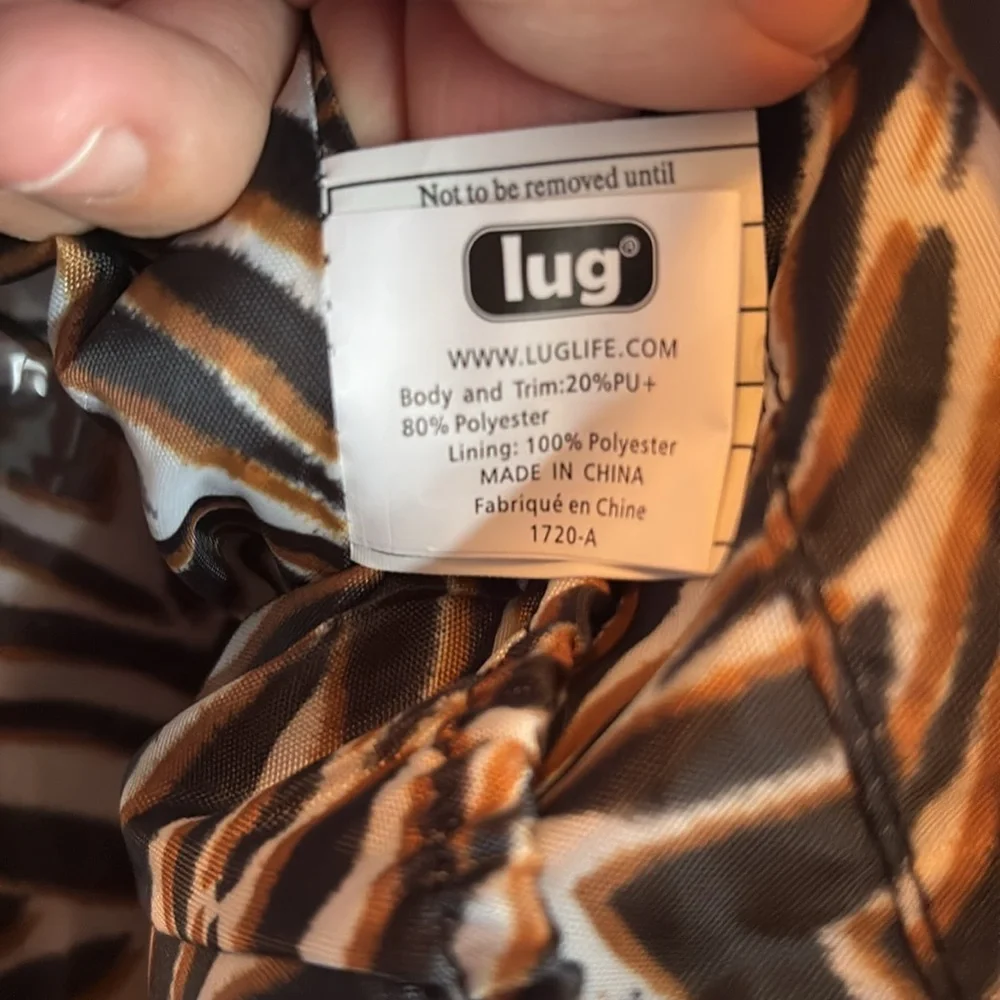 Not to be removed until
lug®
WWW.LUGLIFE.COM
Body and Trim:20%PU+
80% Polyester
Lining: 100% Polyester
MADE IN CHINA
Fabriqué en Chine
1720-A